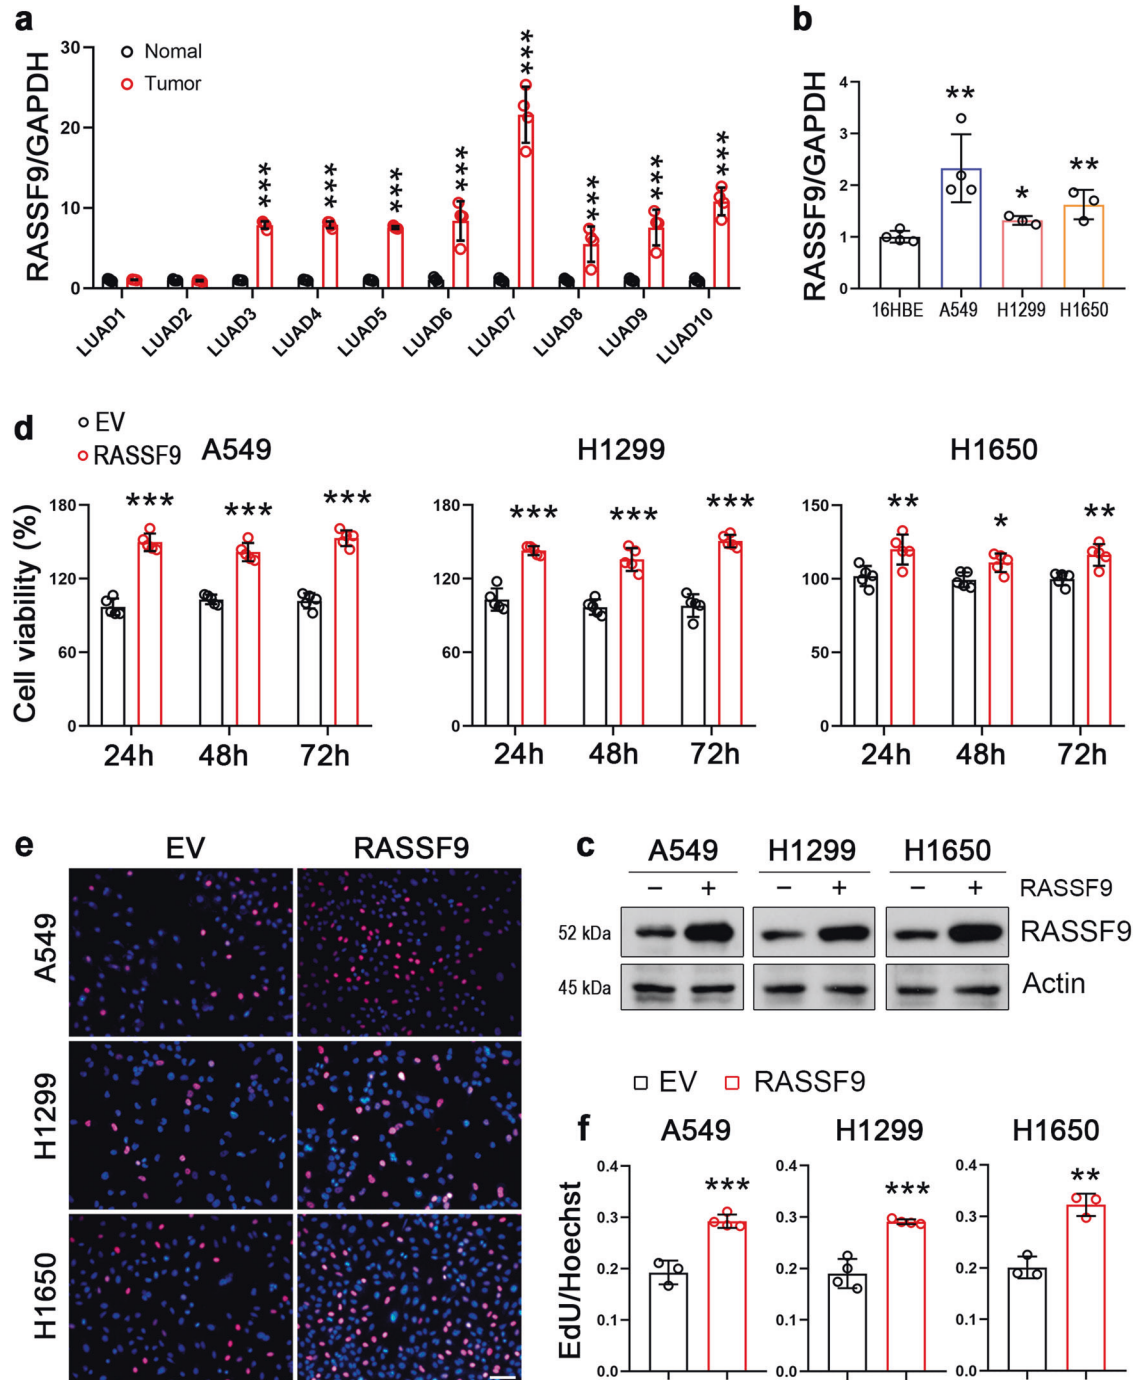 a
RASSF9/GAPDH
30
20
10
0
Nomal
Tumor
***
***
***
***
***
***
***
***
LUAD1
LUAD2
LUAD3
LUAD4
LUAD5
LUAD6
LUAD7
LUAD8
LUAD9
LUAD10
b
RASSF9/GAPDH
4
3
2
1
0
**
*
**
16HBE
A549
H1299
H1650
d
EV
RASSF9
Cell viability (%)
A549
180
120
60
0
***
***
***
24h
48h
72h
H1299
180
120
60
0
***
***
***
24h
48h
72h
H1650
150
100
50
0
**
*
**
24h
48h
72h
e
EV
RASSF9
A549
H1299
H1650
c
A549
H1299
H1650
− + − + − + RASSF9
52 kDa
RASSF9
45 kDa
Actin
EV
RASSF9
f
EdU/Hoechst
A549
0.4
0.3
0.2
0.1
0.0
***
H1299
0.4
0.3
0.2
0.1
0.0
***
H1650
0.4
0.3
0.2
0.1
0.0
**